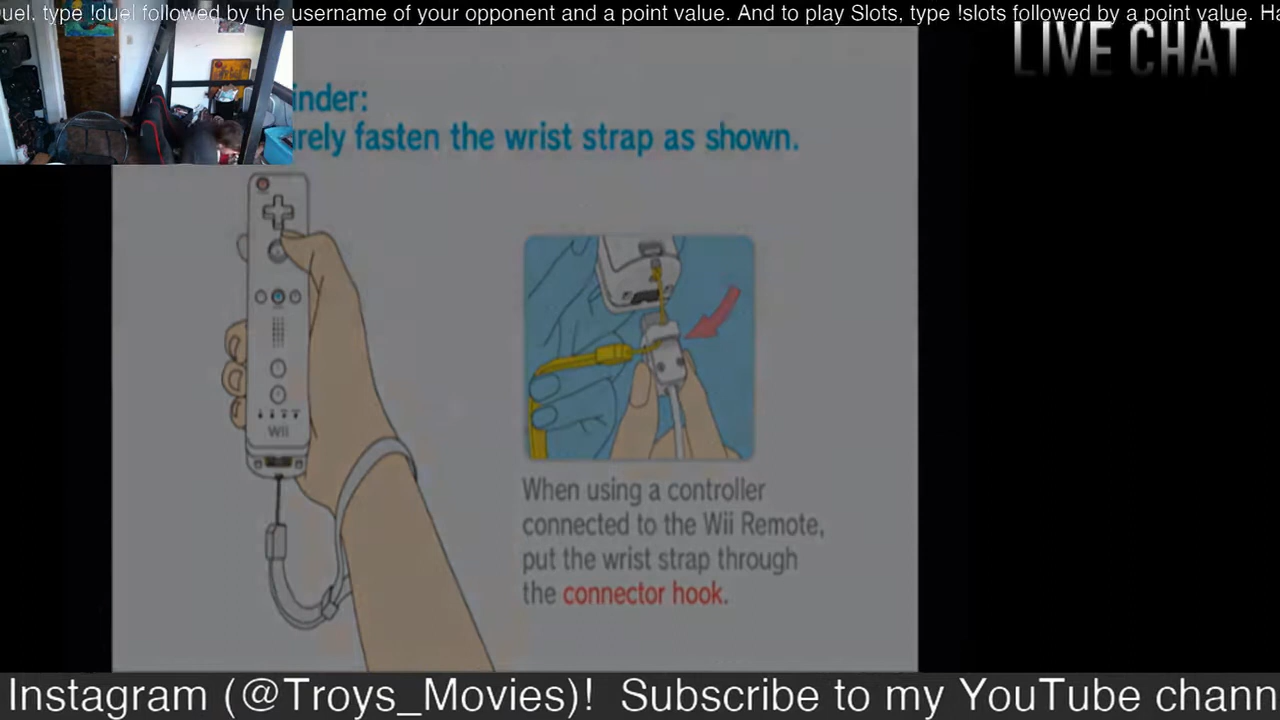 uel, type !duel followed by the username of your opponent and a point value. And to play Slots, type !slots followed by a point value. Ha
LIVE CHAT
inder:
urely fasten the wrist strap as shown.
Wii
When using a controller
connected to the Wii Remote,
put the wrist strap through
the connector hook.
Instagram (@Troys_Movies)! Subscribe to my YouTube chann